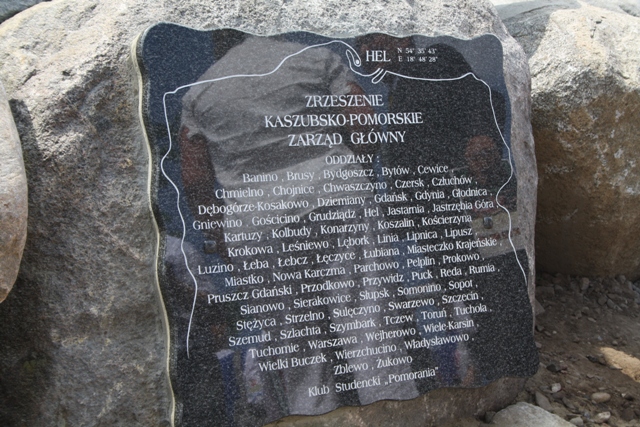 HEL N 54° 35' 43"
E 18° 48' 28"
ZRZESZENIE
KASZUBSKO-POMORSKIE
ZARZĄD GŁÓWNY
ODDZIAŁY :
Banino , Brusy , Bydgoszcz , Bytów , Cewice ,
Chmielno , Chojnice , Chwaszczyno , Czersk , Człuchów ,
Dębogórze-Kosakowo , Dziemiany , Gdańsk , Gdynia , Głodnica ,
Gniewino , Gościcino , Grudziądz , Hel , Jastarnia , Jastrzębia Góra ,
Kartuzy , Kolbudy , Konarzyny , Koszalin , Kościerzyna ,
Krokowa , Leśniewo , Lębork , Linia , Lipnica , Lipusz ,
Luzino , Łeba , Łebcz , Łęczyce , Łubiana , Miasteczko Krajeńskie ,
Miastko , Nowa Karczma , Parchowo , Pelplin , Prokowo ,
Pruszcz Gdański , Przodkowo , Przywidz , Puck , Reda , Rumia ,
Sianowo , Sierakowice , Słupsk , Somonino , Sopot ,
Stężyca , Strzelno , Sulęczyno , Swarzewo , Szczecin ,
Szemud , Szlachta , Szymbark , Tczew , Toruń , Tuchola ,
Tuchomie , Warszawa , Wejherowo , Wiele-Karsin ,
Wielki Buczek , Wierzchucino , Władysławowo ,
Zblewo , Żukowo
Klub Studencki „Pomorania"